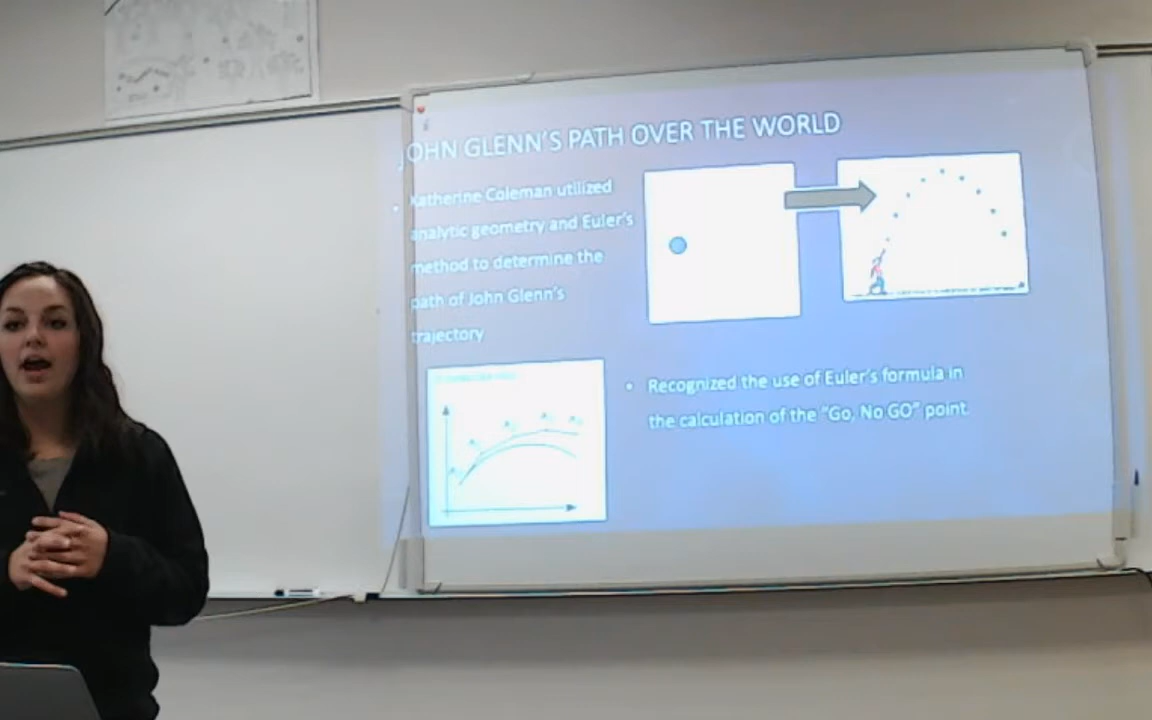 JOHN GLENN'S PATH OVER THE WORLD
• Katherine Coleman utilized
analytic geometry and Euler's
method to determine the
path of John Glenn's
trajectory
• Recognized the use of Euler's formula in
the calculation of the "Go, No GO" point.